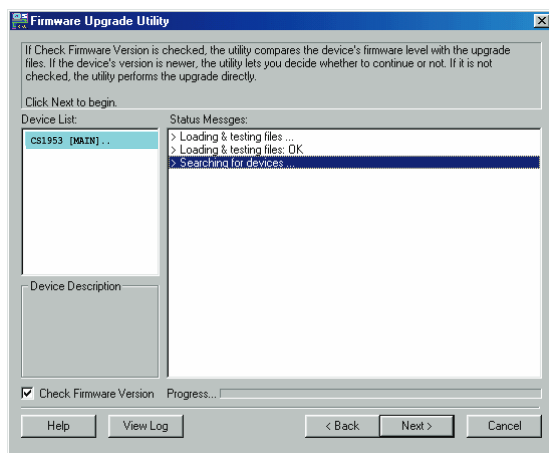 Firmware Upgrade Utility
If Check Firmware Version is checked, the utility compares the device's firmware level with the upgrade
files. If the device's version is newer, the utility lets you decide whether to continue or not. If it is not
checked, the utility performs the upgrade directly.
Click Next to begin.
Device List:
Status Messges:
CS1953 [MAIN]..
> Loading & testing files ...
> Loading & testing files: OK
> Searching for devices ...
Device Description
Check Firmware Version
Progress...
Help
View Log
< Back
Next >
Cancel